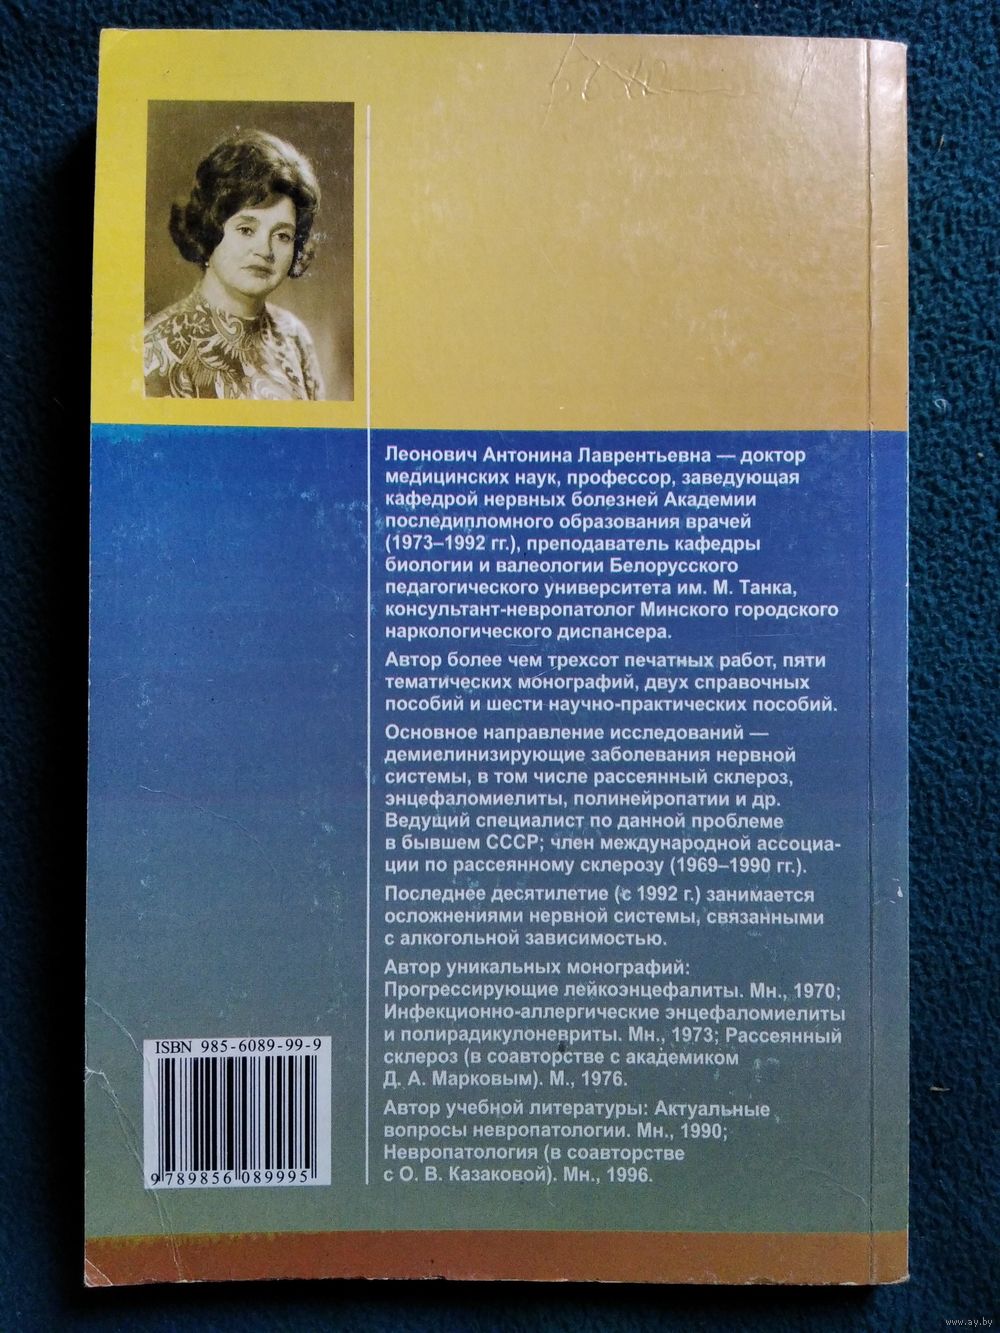 Леонович Антонина Лаврентьевна — доктор
медицинских наук, профессор, заведующая
кафедрой нервных болезней Академии
последипломного образования врачей
(1973–1992 гг.), преподаватель кафедры
биологии и валеологии Белорусского
педагогического университета им. М. Танка,
консультант-невропатолог Минского городского
наркологического диспансера.
Автор более чем трехсот печатных работ, пяти
тематических монографий, двух справочных
пособий и шести научно-практических пособий.
Основное направление исследований —
демиелинизирующие заболевания нервной
системы, в том числе рассеянный склероз,
энцефаломиелиты, полинейропатии и др.
Ведущий специалист по данной проблеме
в бывшем СССР; член международной ассоциа-
ции по рассеянному склерозу (1969–1990 гг.).
Последнее десятилетие (с 1992 г.) занимается
осложнениями нервной системы, связанными
с алкогольной зависимостью.
Автор уникальных монографий:
Прогрессирующие лейкоэнцефалиты. Мн., 1970;
Инфекционно-аллергические энцефаломиелиты
и полирадикулоневриты. Мн., 1973; Рассеянный
склероз (в соавторстве с академиком
Д. А. Марковым). М., 1976.
Автор учебной литературы: Актуальные
вопросы невропатологии. Мн., 1990;
Невропатология (в соавторстве
с О. В. Казаковой). Мн., 1996.
ISBN 985-6089-99-9
9 789856 089995
www.ay.by